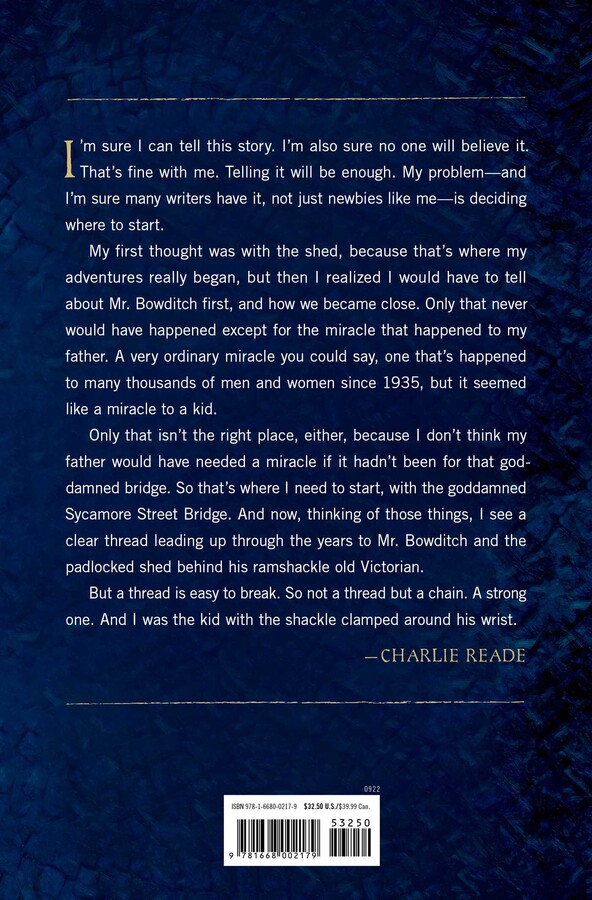 I'm sure I can tell this story. I'm also sure no one will believe it.
That's fine with me. Telling it will be enough. My problem—and
I'm sure many writers have it, not just newbies like me—is deciding
where to start.
My first thought was with the shed, because that's where my
adventures really began, but then I realized I would have to tell
about Mr. Bowditch first, and how we became close. Only that never
would have happened except for the miracle that happened to my
father. A very ordinary miracle you could say, one that's happened
to many thousands of men and women since 1935, but it seemed
like a miracle to a kid.
Only that isn't the right place, either, because I don't think my
father would have needed a miracle if it hadn't been for that god-
damned bridge. So that's where I need to start, with the goddamned
Sycamore Street Bridge. And now, thinking of those things, I see a
clear thread leading up through the years to Mr. Bowditch and the
padlocked shed behind his ramshackle old Victorian.
But a thread is easy to break. So not a thread but a chain. A strong
one. And I was the kid with the shackle clamped around his wrist.
—CHARLIE READE
0922
ISBN 978-1-6680-0217-9 $32.50 U.S./$39.99 Can.
53250
9 781668 002179